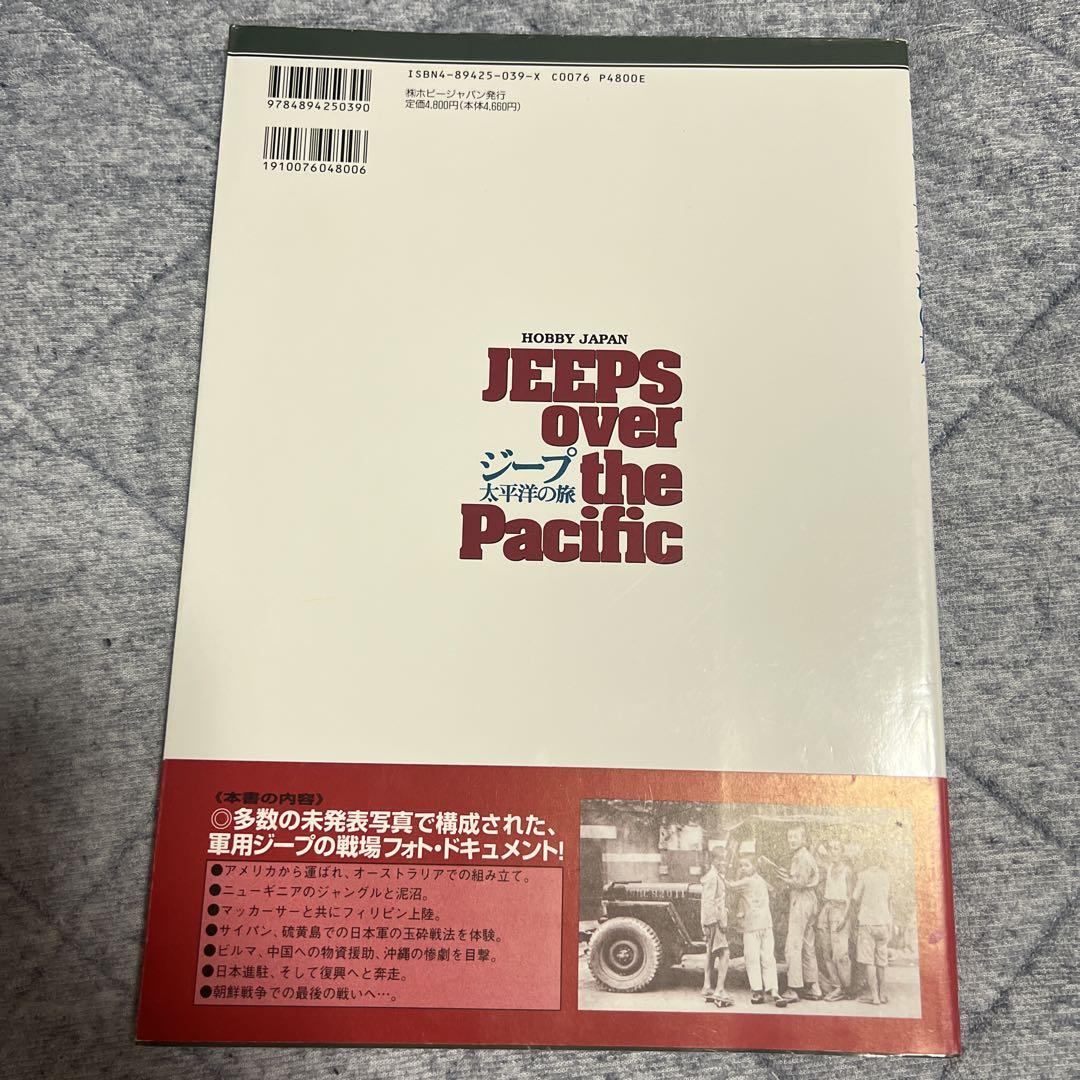 ISBN4-89425-039-X C0076 P4800E
㈱ホビージャパン発行
定価4,800円(本体4,660円)
9784894250390
1910076048006
HOBBY JAPAN
JEEPS
over
ジープ
太平洋の旅
the
Pacific
《本書の内容》
◎多数の未発表写真で構成された、
軍用ジープの戦場フォト・ドキュメント!
●アメリカから運ばれ、オーストラリアでの組み立て。
●ニューギニアのジャングルと泥沼。
●マッカーサーと共にフィリピン上陸。
●サイパン、硫黄島での日本軍の玉砕戦法を体験。
●ビルマ、中国への物資援助、沖縄の惨劇を目撃。
●日本進駐、そして復興へと奔走。
●朝鮮戦争での最後の戦いへ…。